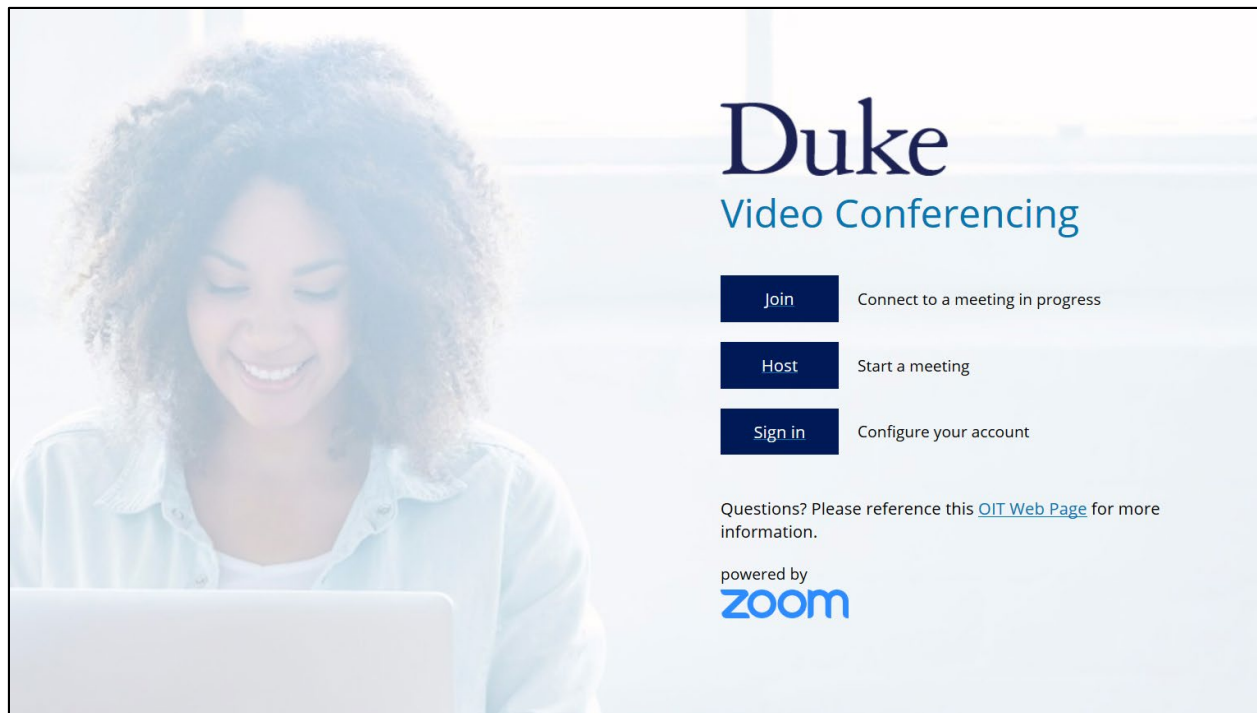 Duke
Video Conferencing
Join Connect to a meeting in progress
Host Start a meeting
Sign in Configure your account
Questions? Please reference this OIT Web Page for more
information.
powered by
zoom